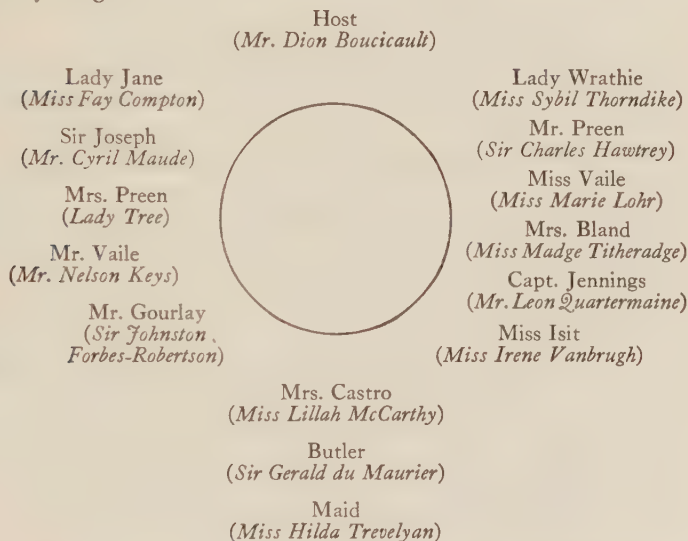 Host
(Mr. Dion Boucicault)
Lady Jane
(Miss Fay Compton)
Sir Joseph
(Mr. Cyril Maude)
Mrs. Preen
(Lady Tree)
Mr. Vaile
(Mr. Nelson Keys)
Mr. Gourlay
(Sir Johnston
Forbes-Robertson)
Lady Wrathie
(Miss Sybil Thorndike)
Mr. Preen
(Sir Charles Hawtrey)
Miss Vaile
(Miss Marie Lohr)
Mrs. Bland
(Miss Madge Titheradge)
Capt. Jennings
(Mr. Leon Quartermaine)
Miss Isit
(Miss Irene Vanbrugh)
Mrs. Castro
(Miss Lillah McCarthy)
Butler
(Sir Gerald du Maurier)
Maid
(Miss Hilda Trevelyan)